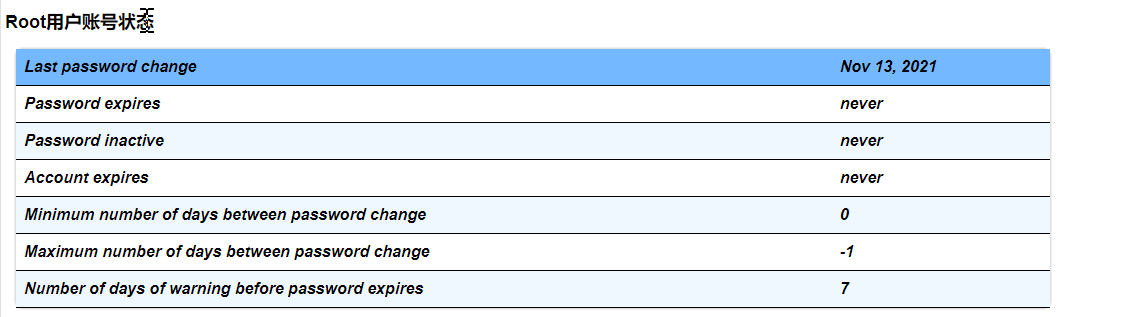 Root用户账号状态
Last password change Nov 13, 2021
Password expires never
Password inactive never
Account expires never
Minimum number of days between password change 0
Maximum number of days between password change -1
Number of days of warning before password expires 7